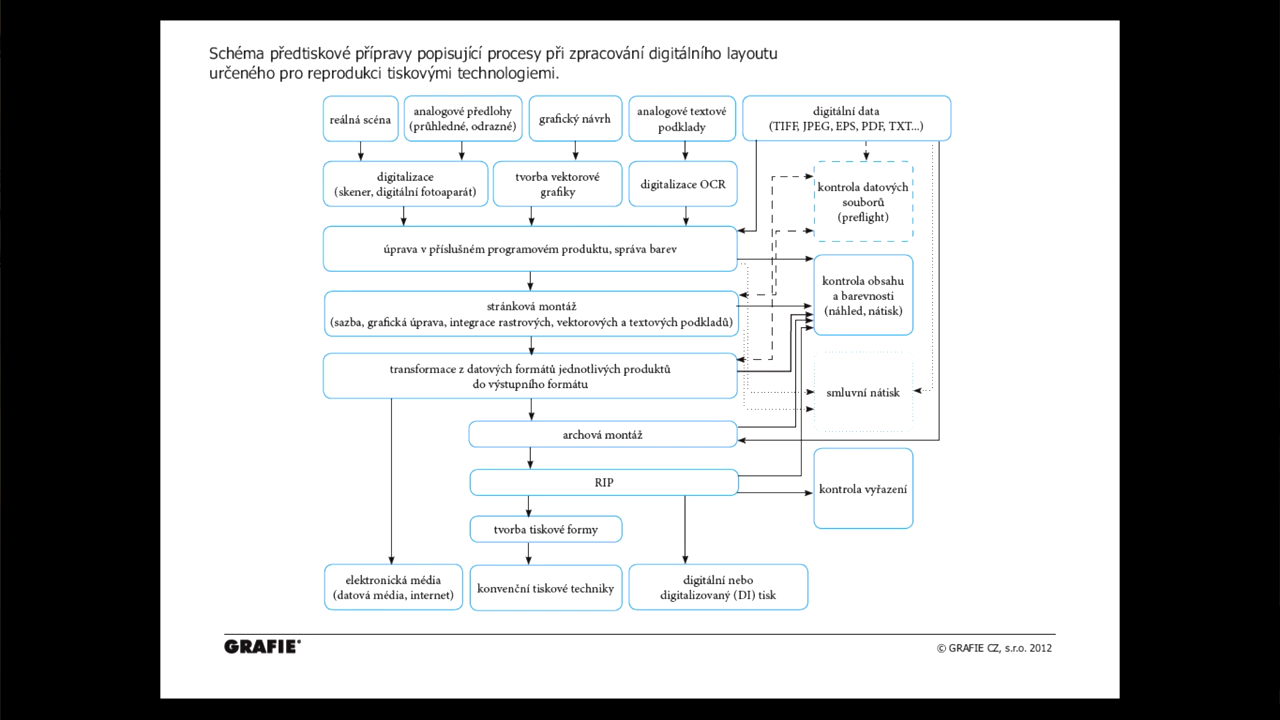 Schéma předtiskové přípravy popisující procesy při zpracování digitálního layoutu
určeného pro reprodukci tiskovými technologiemi.
reálná scéna
analogové předlohy
(průhledné, odrazné)
grafický návrh
analogové textové
podklady
digitální data
(TIFF, JPEG, EPS, PDF, TXT...)
digitalizace
(skener, digitální fotoaparát)
tvorba vektorové
grafiky
digitalizace OCR
kontrola datových
souborů
(preflight)
úprava v příslušném programovém produktu, správa barev
kontrola obsahu
a barevnosti
(náhled, nátisk)
stránková montáž
(sazba, grafická úprava, integrace rastrových, vektorových a textových podkladů)
transformace z datových formátů jednotlivých produktů
do výstupního formátu
smluvní nátisk
archová montáž
RIP
kontrola vyřazení
tvorba tiskové formy
elektronická média
(datová média, internet)
konvenční tiskové techniky
digitální nebo
digitalizovaný (DI) tisk
GRAFIE
© GRAFIE CZ, s.r.o. 2012